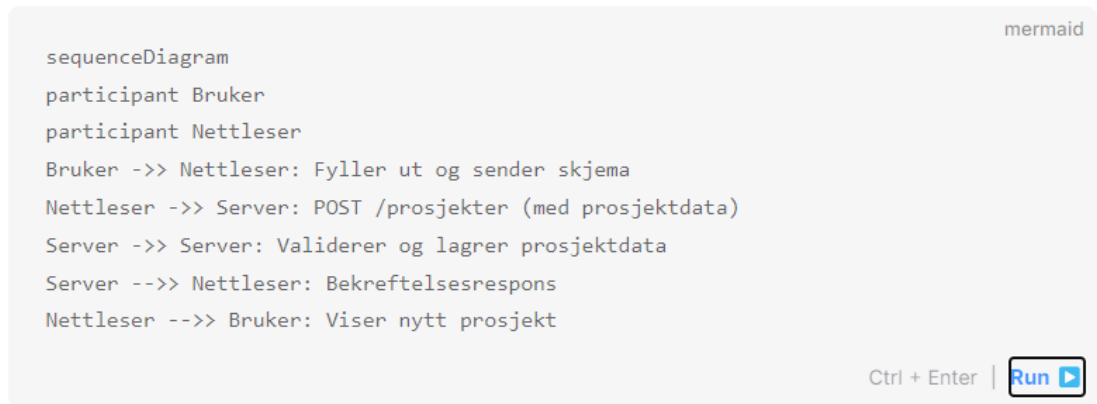 mermaid
sequenceDiagram
participant Bruker
participant Nettleser
Bruker ->> Nettleser: Fyller ut og sender skjema
Nettleser ->> Server: POST /prosjekter (med prosjektdata)
Server ->> Server: Validerer og lagrer prosjektdata
Server -->> Nettleser: Bekreftelsesrespons
Nettleser -->> Bruker: Viser nytt prosjekt
Ctrl + Enter | Run